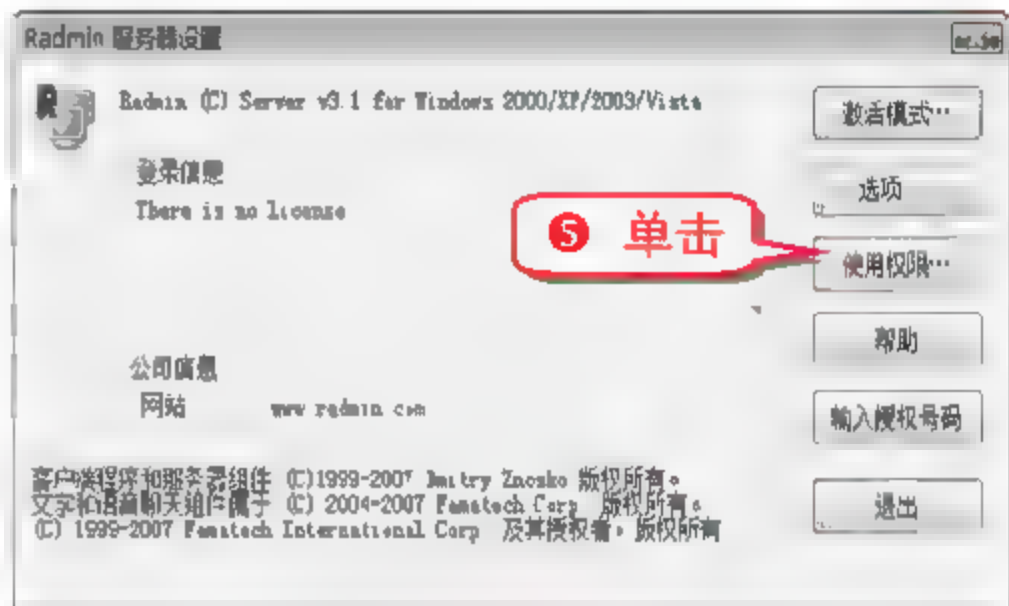 Radmin 服务器设置
Radmin (C) Server v3.1 for Windows 2000/XP/2003/Vista
激活模式…
登录信息
There is no license
选项
❺ 单击
使用权限…
帮助
公司信息
网站 www.radmin.com
输入授权号码
客户端程序和服务器组件 (C)1999-2007 Dmitry Znosko 版权所有。
文字和语音聊天组件属于 (C) 2004-2007 Famatech Corp 版权所有。
(C) 1999-2007 Famatech International Corp 及其授权者。版权所有
退出